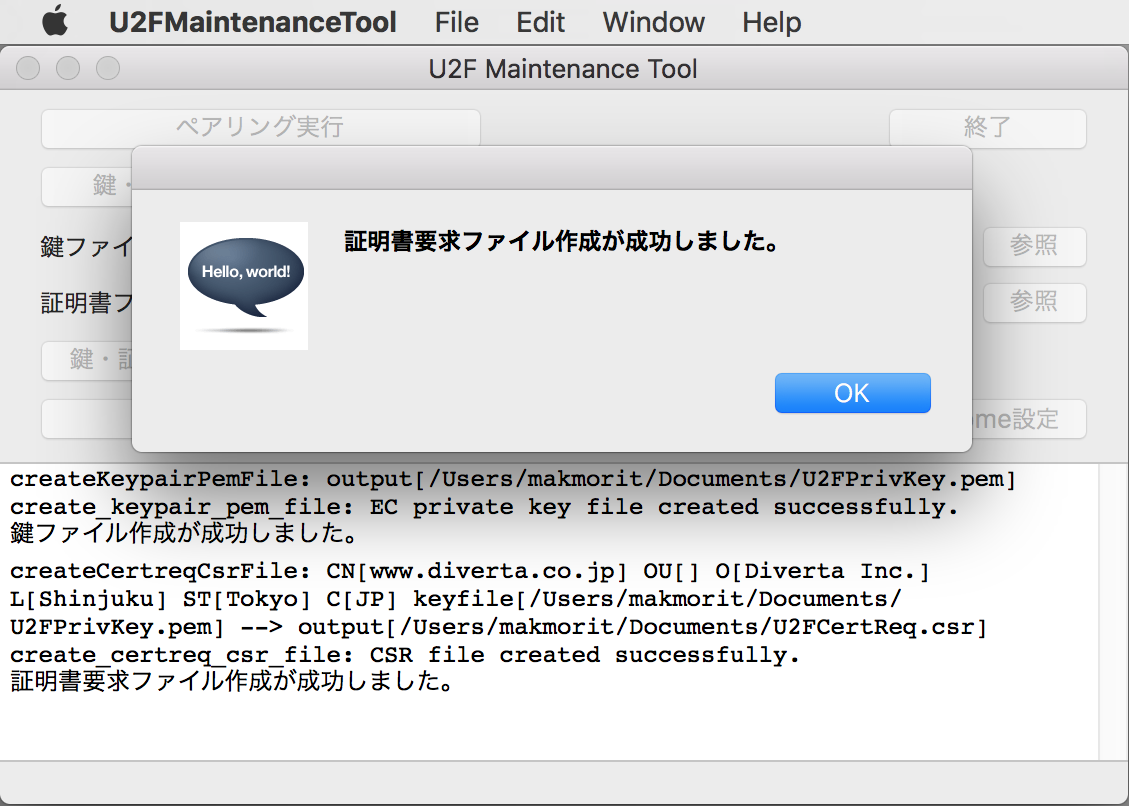 U2FMaintenanceTool File Edit Window Help
U2F Maintenance Tool
ペアリング実行 終了
鍵・
鍵ファイ 参照
証明書フ 参照
鍵・証
me設定
証明書要求ファイル作成が成功しました。
Hello, world!
OK
createKeypairPemFile: output[/Users/makmorit/Documents/U2FPrivKey.pem]
create_keypair_pem_file: EC private key file created successfully.
鍵ファイル作成が成功しました。
createCertreqCsrFile: CN[www.diverta.co.jp] OU[] O[Diverta Inc.]
L[Shinjuku] ST[Tokyo] C[JP] keyfile[/Users/makmorit/Documents/
U2FPrivKey.pem] --> output[/Users/makmorit/Documents/U2FCertReq.csr]
create_certreq_csr_file: CSR file created successfully.
証明書要求ファイル作成が成功しました。